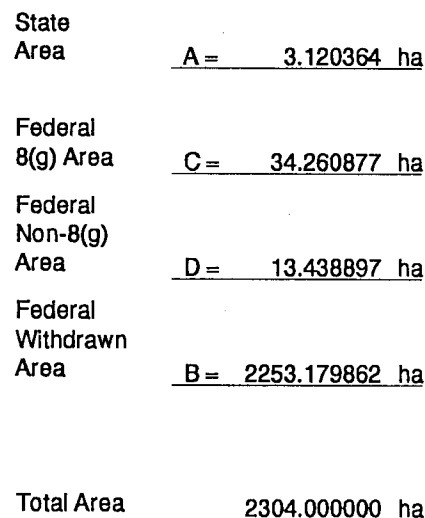 State
Area A = 3.120364 ha
Federal
8(g) Area C = 34.260877 ha
Federal
Non-8(g)
Area D = 13.438897 ha
Federal
Withdrawn
Area B = 2253.179862 ha
Total Area 2304.000000 ha